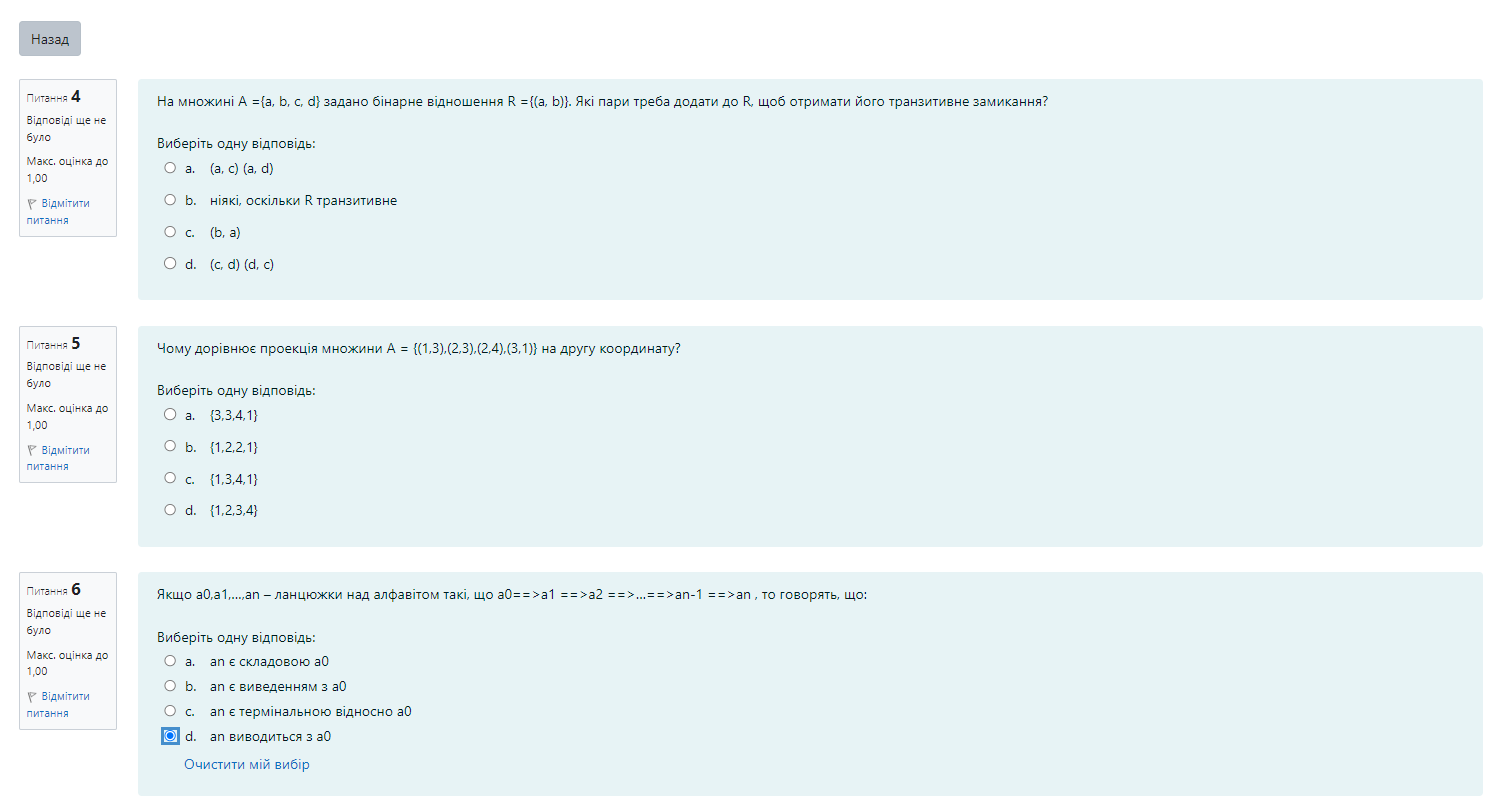 Назад
Питання 4
Відповіді ще не
було
Макс. оцінка до
1,00
Відмітити
питання
На множині A ={a, b, c, d} задано бінарне відношення R ={(a, b)}. Які пари треба додати до R, щоб отримати його транзитивне замикання?
Виберіть одну відповідь:
a. (a, c) (a, d)
b. ніякі, оскільки R транзитивне
c. (b, a)
d. (c, d) (d, c)
Питання 5
Відповіді ще не
було
Макс. оцінка до
1,00
Відмітити
питання
Чому дорівнює проекція множини A = {(1,3),(2,3),(2,4),(3,1)} на другу координату?
Виберіть одну відповідь:
a. {3,3,4,1}
b. {1,2,2,1}
c. {1,3,4,1}
d. {1,2,3,4}
Питання 6
Відповіді ще не
було
Макс. оцінка до
1,00
Відмітити
питання
Якщо a0,a1,...,an – ланцюжки над алфавітом такі, що a0==>a1 ==>a2 ==>...==>an-1 ==>an , то говорять, що:
Виберіть одну відповідь:
a. an є складовою a0
b. an є виведенням з a0
c. an є термінальною відносно a0
d. an виводиться з a0
Очистити мій вибір